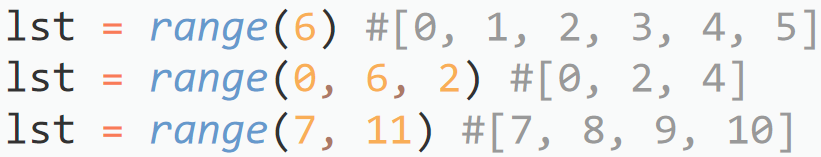 lst = range(6) #[0, 1, 2, 3, 4, 5]
lst = range(0, 6, 2) #[0, 2, 4]
lst = range(7, 11) #[7, 8, 9, 10]